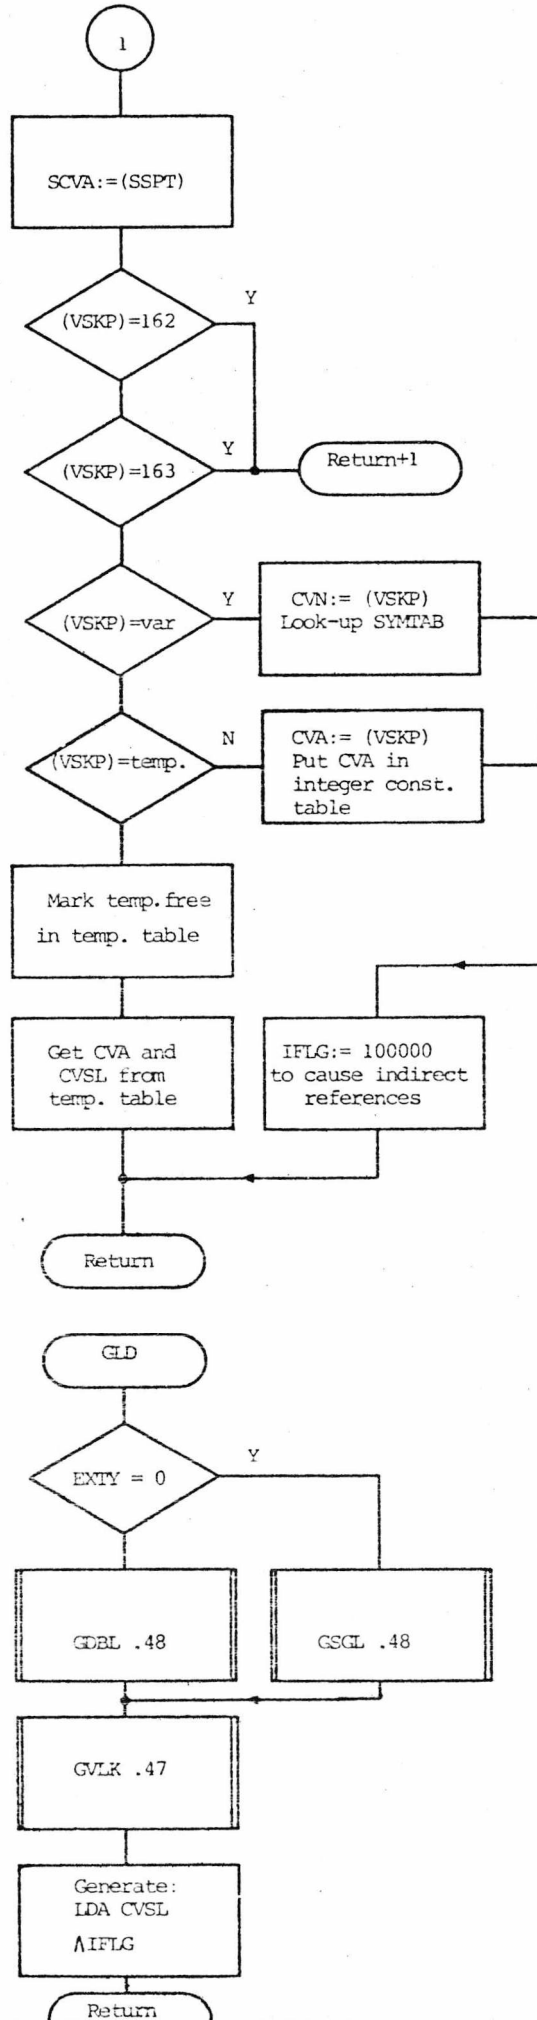 1
SCVA:=(SSPT)
Y
(VSKP)=162
Y
(VSKP)=163
Return+1
Y
(VSKP)=var
CVN:= (VSKP)
Look-up SYMTAB
N
(VSKP)=temp.
CVA:= (VSKP)
Put CVA in
integer const.
table
Mark temp.free
in temp. table
Get CVA and
CVSL from
temp. table
IFLG:= 100000
to cause indirect
references
Return
GLD
Y
EXTY = 0
GDBL .48
GSGL .48
GVLK .47
Generate:
LDA CVSL
ΛIFLG
Return